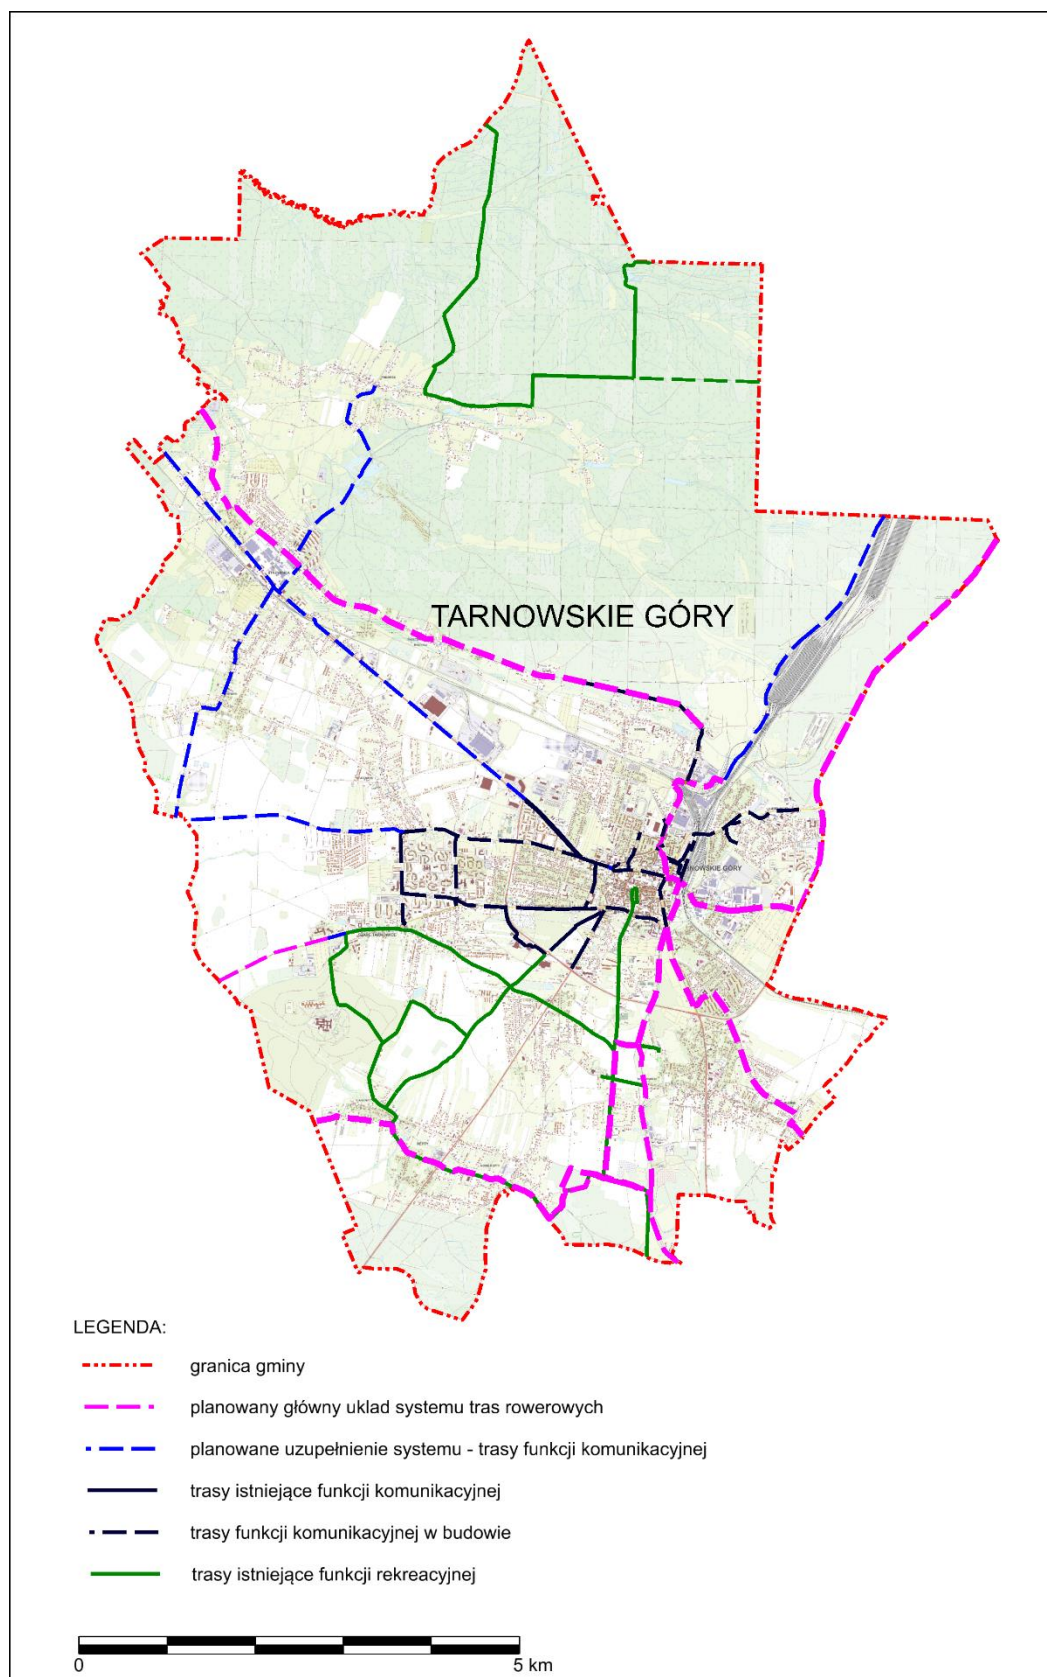 TARNOWSKIE GÓRY
LEGENDA:
granica gminy
planowany główny uklad systemu tras rowerowych
planowane uzupełnienie systemu - trasy funkcji komunikacyjnej
trasy istniejące funkcji komunikacyjnej
trasy funkcji komunikacyjnej w budowie
trasy istniejące funkcji rekreacyjnej
0 5 km